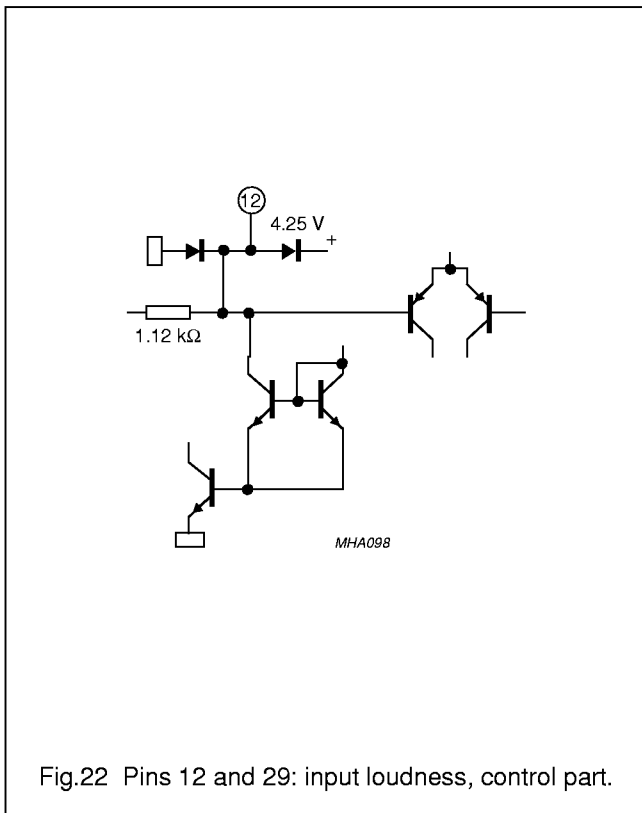 12
4.25 V
+
1.12 kΩ
MHA098
Fig.22 Pins 12 and 29: input loudness, control part.